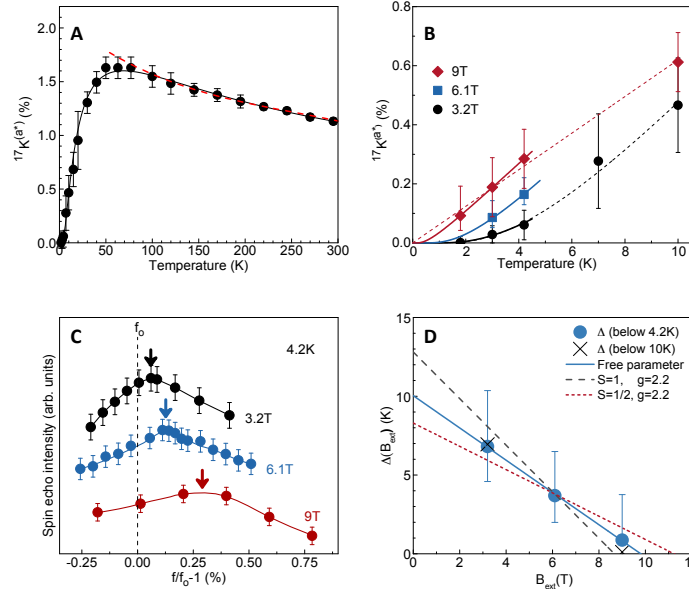 A
2.0
1.5
1.0
0.5
0.0
17K(a*) (%)
0 50 100 150 200 250 300
Temperature (K)
B
0.8
0.6
0.4
0.2
0.0
17K(a*) (%)
9T
6.1T
3.2T
0 2 4 6 8 10
Temperature (K)
C
fo
4.2K
3.2T
6.1T
9T
Spin echo intensity (arb. units)
-0.25 0.00 0.25 0.50 0.75
f/fo-1 (%)
D
15
10
5
0
Δ(Bext) (K)
Δ (below 4.2K)
Δ (below 10K)
Free parameter
S=1, g=2.2
S=1/2, g=2.2
0 2 4 6 8 10 12
Bext(T)